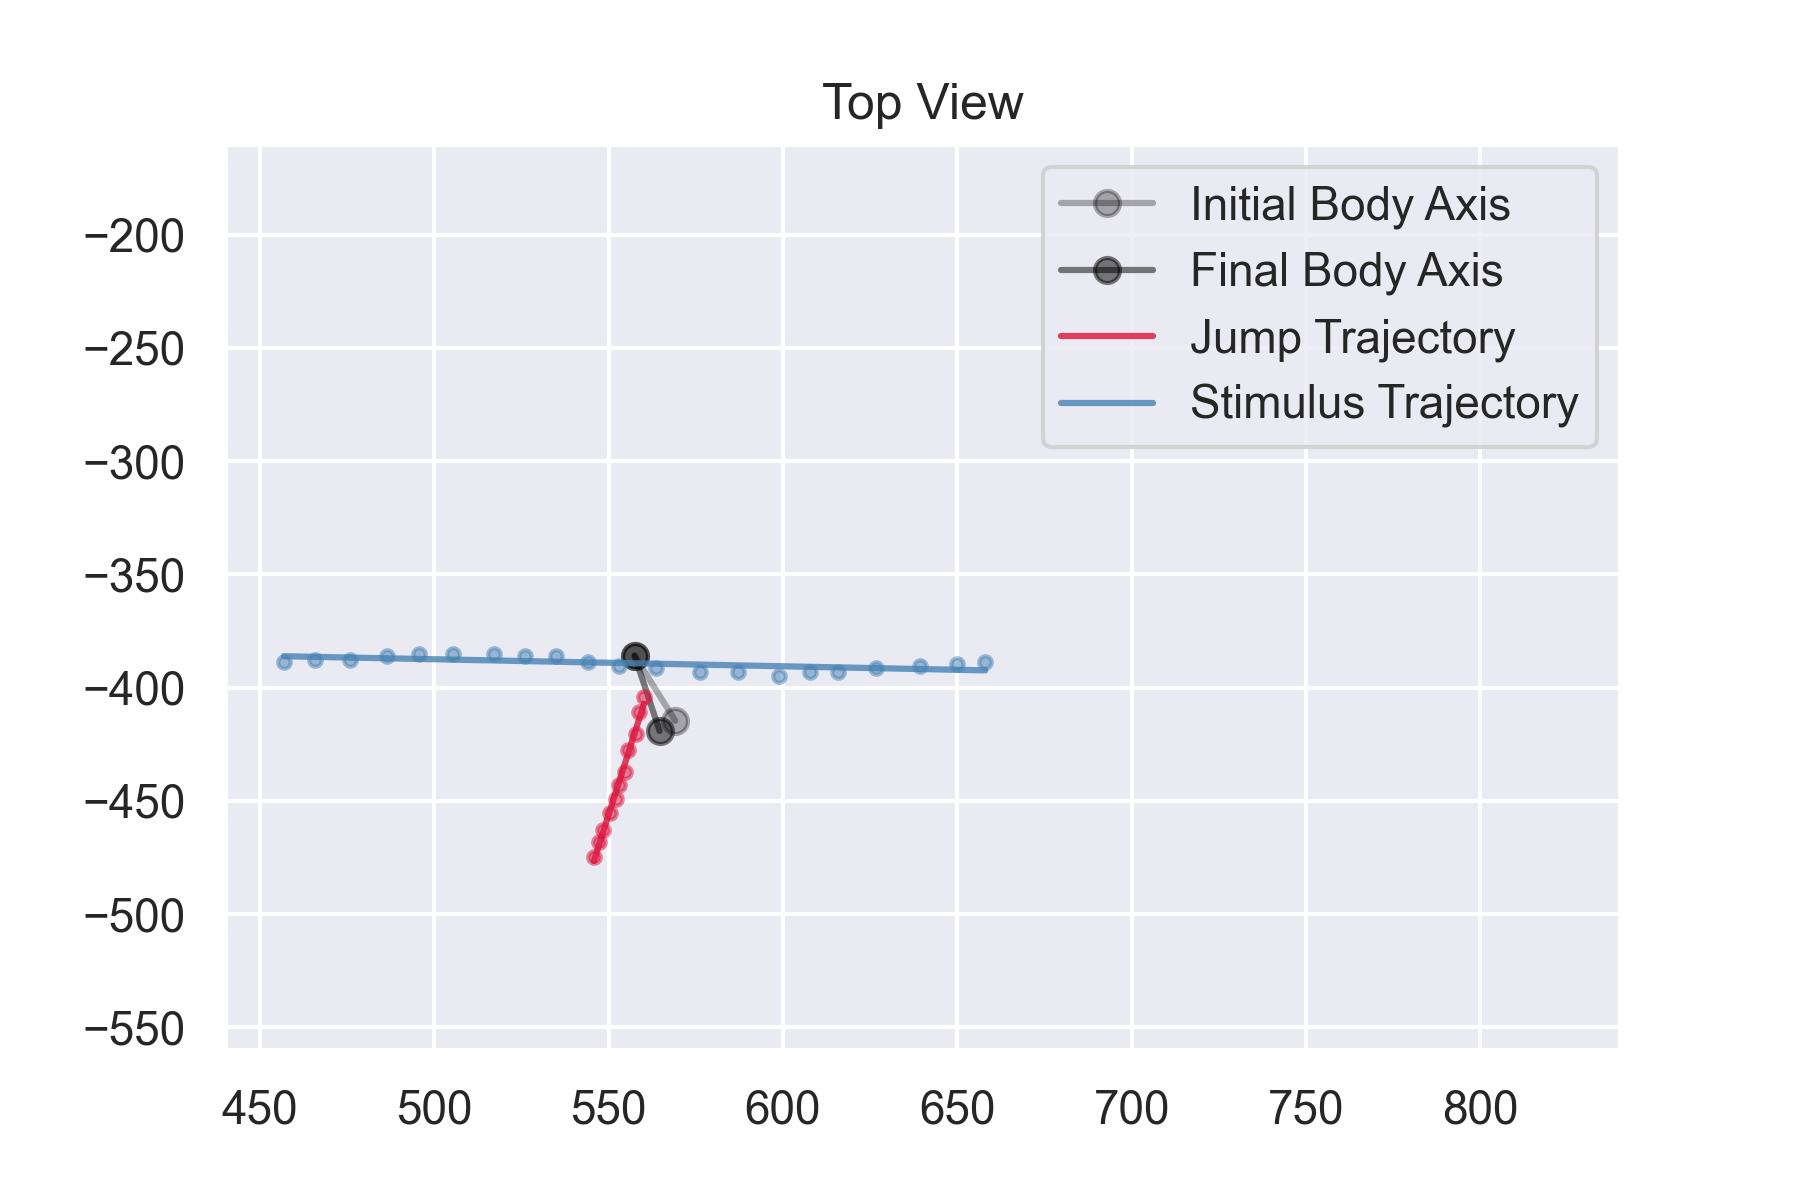 Top View
Initial Body Axis
Final Body Axis
Jump Trajectory
Stimulus Trajectory
−200
−250
−300
−350
−400
−450
−500
−550
450 500 550 600 650 700 750 800